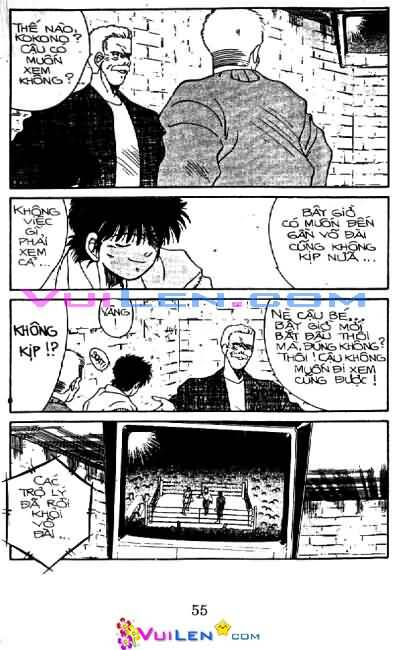 THẾ NÀO,
KOKONO?
CẬU CÓ
MUỐN
XEM
KHÔNG?
KHÔNG
VIỆC
GÌ
PHẢI
XEM
CẢ...
BÂY GIỜ
CÓ MUỐN ĐẾN
GẦN VÕ ĐÀI
CŨNG KHÔNG
KỊP NỮA...
VUILEN.COM
KHÔNG
KỊP !?
VÂNG
!
NÈ CẬU BÉ...
BÂY GIỜ MỚI
BẮT ĐẦU THÔI
MÀ, ĐÚNG KHÔNG?
THÔI ! CẬU KHÔNG
MUỐN ĐI XEM
CŨNG ĐƯỢC !
CÁC
TRỢ LÝ
ĐÃ RỜI
KHỎI
VÕ
ĐÀI...
55
VUILEN.COM